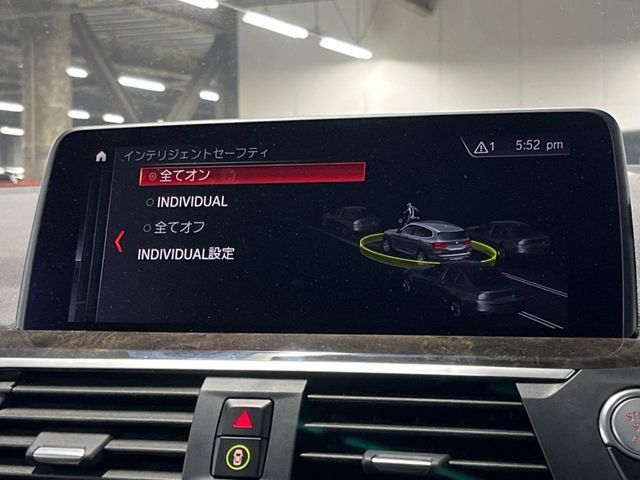 インテリジェントセーフティ
1
5:52 pm
全てオン
INDIVIDUAL
全てオフ
INDIVIDUAL設定